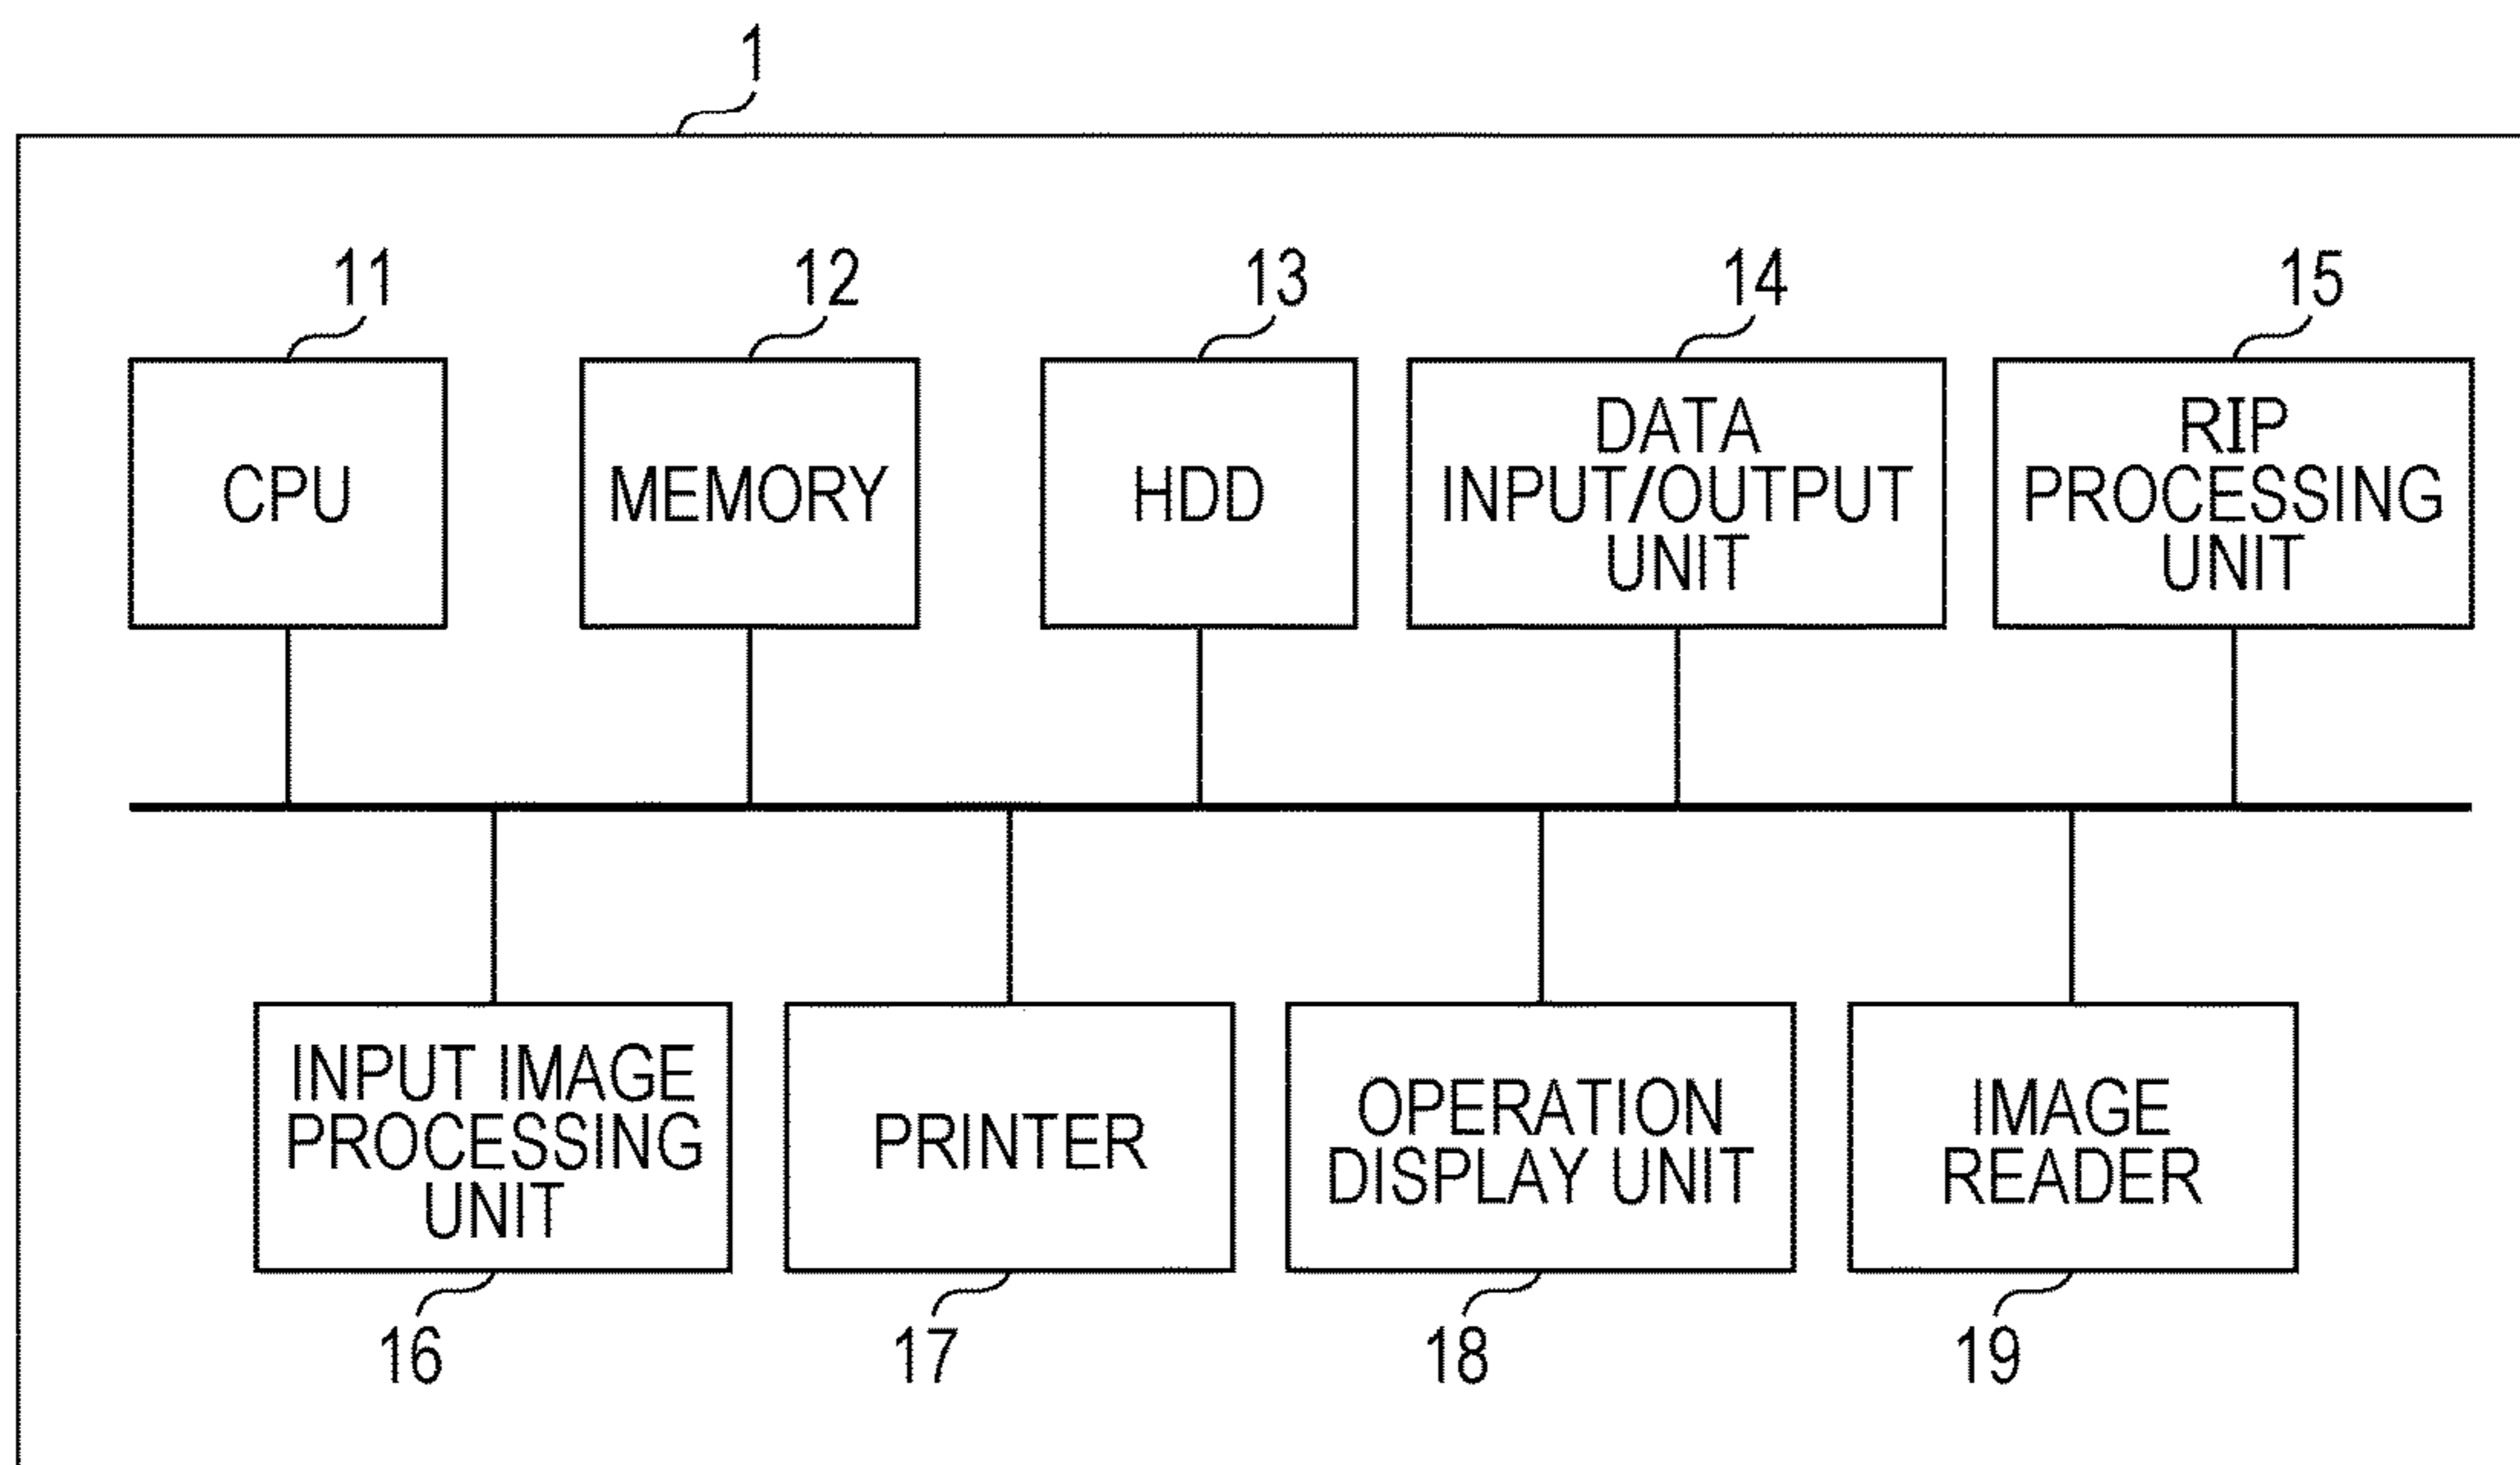 1
11
12
13
14
15
CPU
MEMORY
HDD
DATA
INPUT/OUTPUT
UNIT
RIP
PROCESSING
UNIT
INPUT IMAGE
PROCESSING
UNIT
PRINTER
OPERATION
DISPLAY UNIT
IMAGE
READER
16
17
18
19